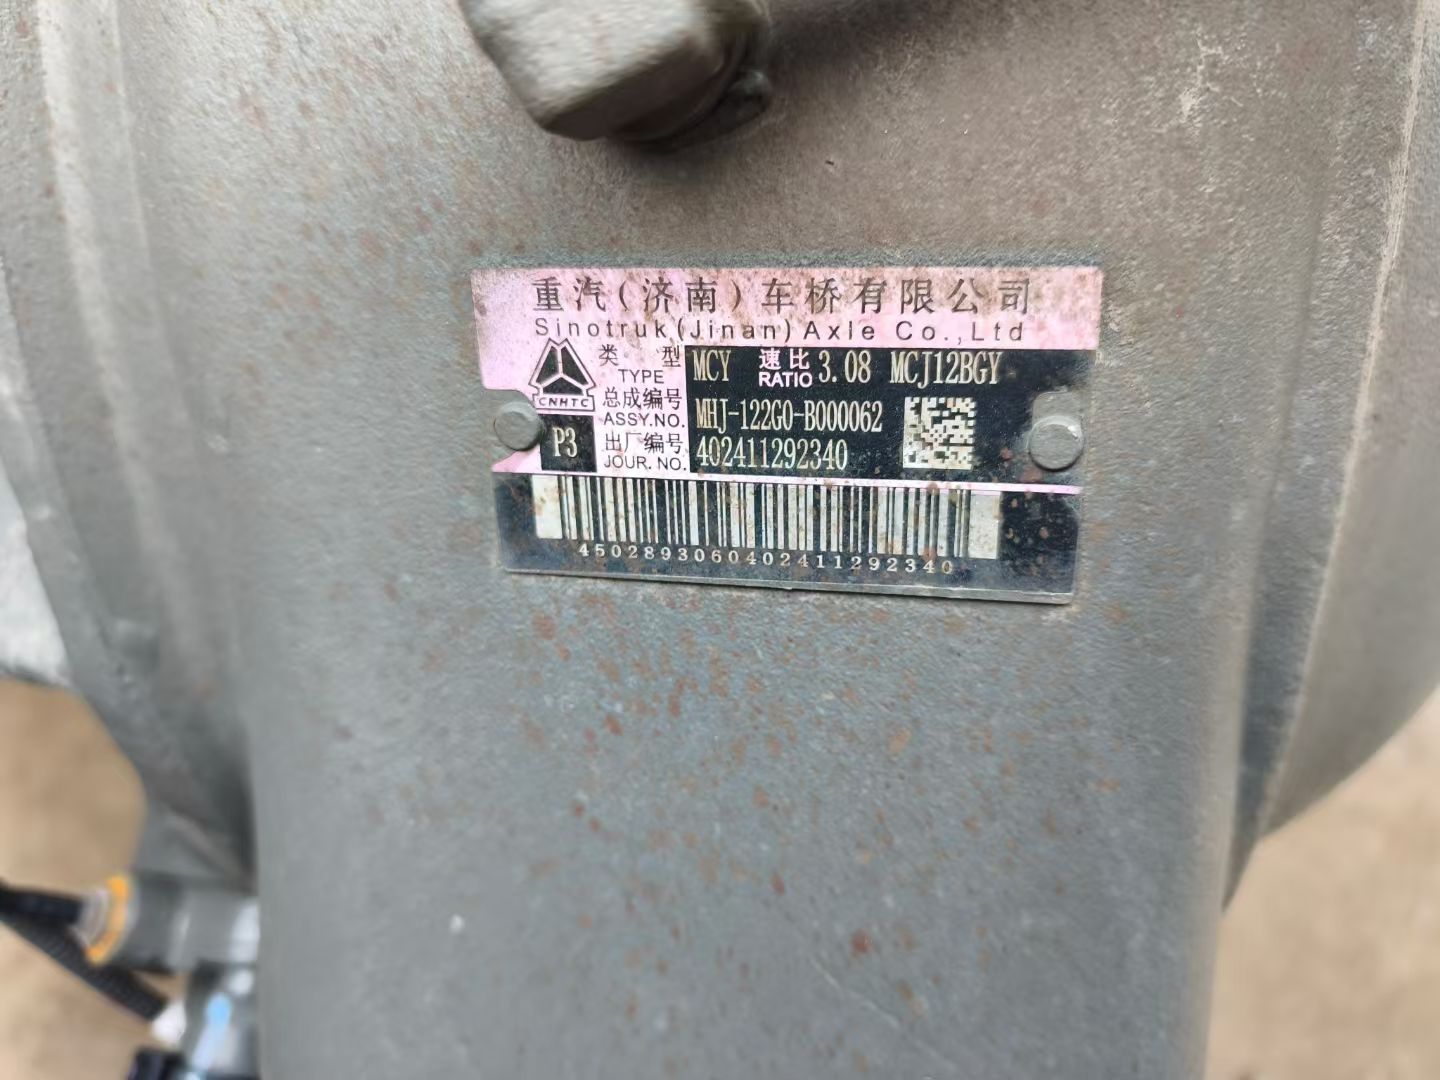 重汽(济南)车桥有限公司
Sinotruk(Jinan)Axle Co.,Ltd
类 型 TYPE MCY 速比 RATIO 3.08 MCJ12BGY
CNHTC
总成编号 ASSY.NO. MHJ-122G0-B000062
P3
出厂编号 JOUR. NO. 402411292340
4502893060402411292340